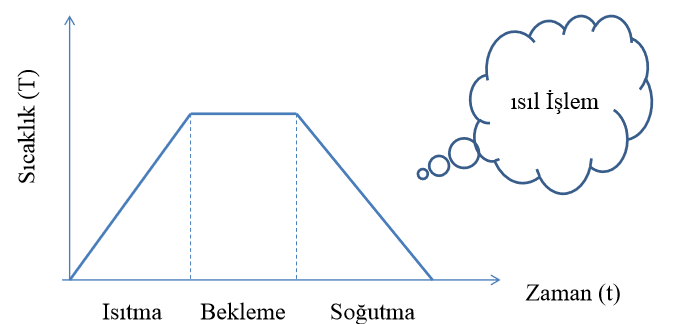 Sıcaklık (T)
ısıl İşlem
Zaman (t)
Isıtma
Bekleme
Soğutma